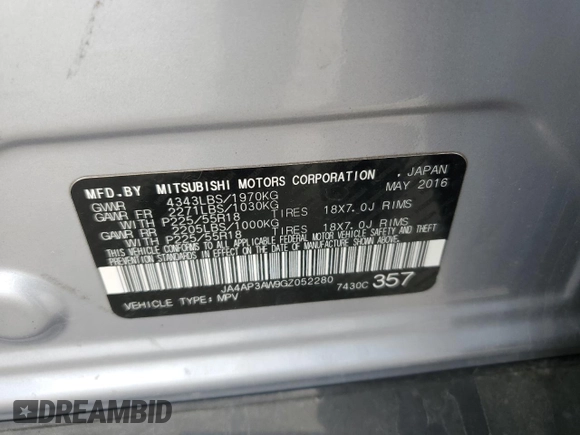 MFD.BY MITSUBISHI MOTORS CORPORATION . JAPAN
GVWR 4343LBS/1970KG MAY 2016
GAWR FR 2271LBS/1030KG
WITH P225/55R18 TIRES 18X7.0J RIMS
GAWR RR 2205LBS/1000KG
WITH P225/55R18 TIRES 18X7.0J RIMS
THIS VEHICLE CONFORMS TO ALL APPLICABLE FEDERAL MOTOR VEHICLE SAFETY AND THEFT
PREVENTION STANDARDS IN EFFECT ON THE DATE OF MANUFACTURE SHOWN ABOVE.
JA4AP3AW9GZ052280 7430C 357
VEHICLE TYPE: MPV
DREAMBID